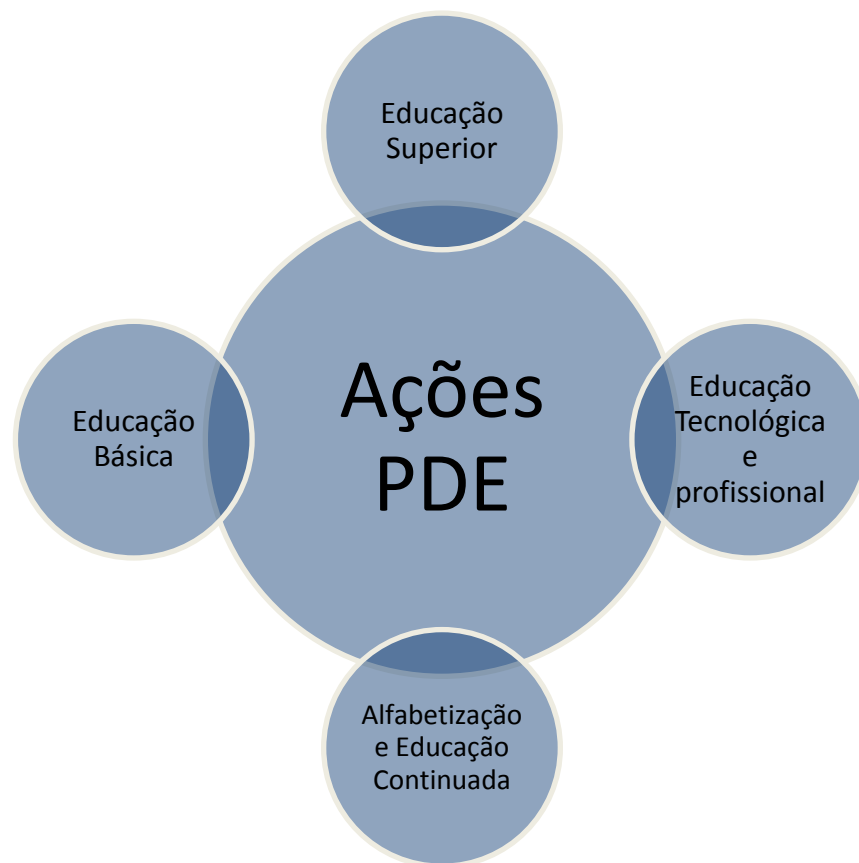 Educação
Superior
Ações
PDE
Educação
Básica
Educação
Tecnológica
e
profissional
Alfabetização
e Educação
Continuada